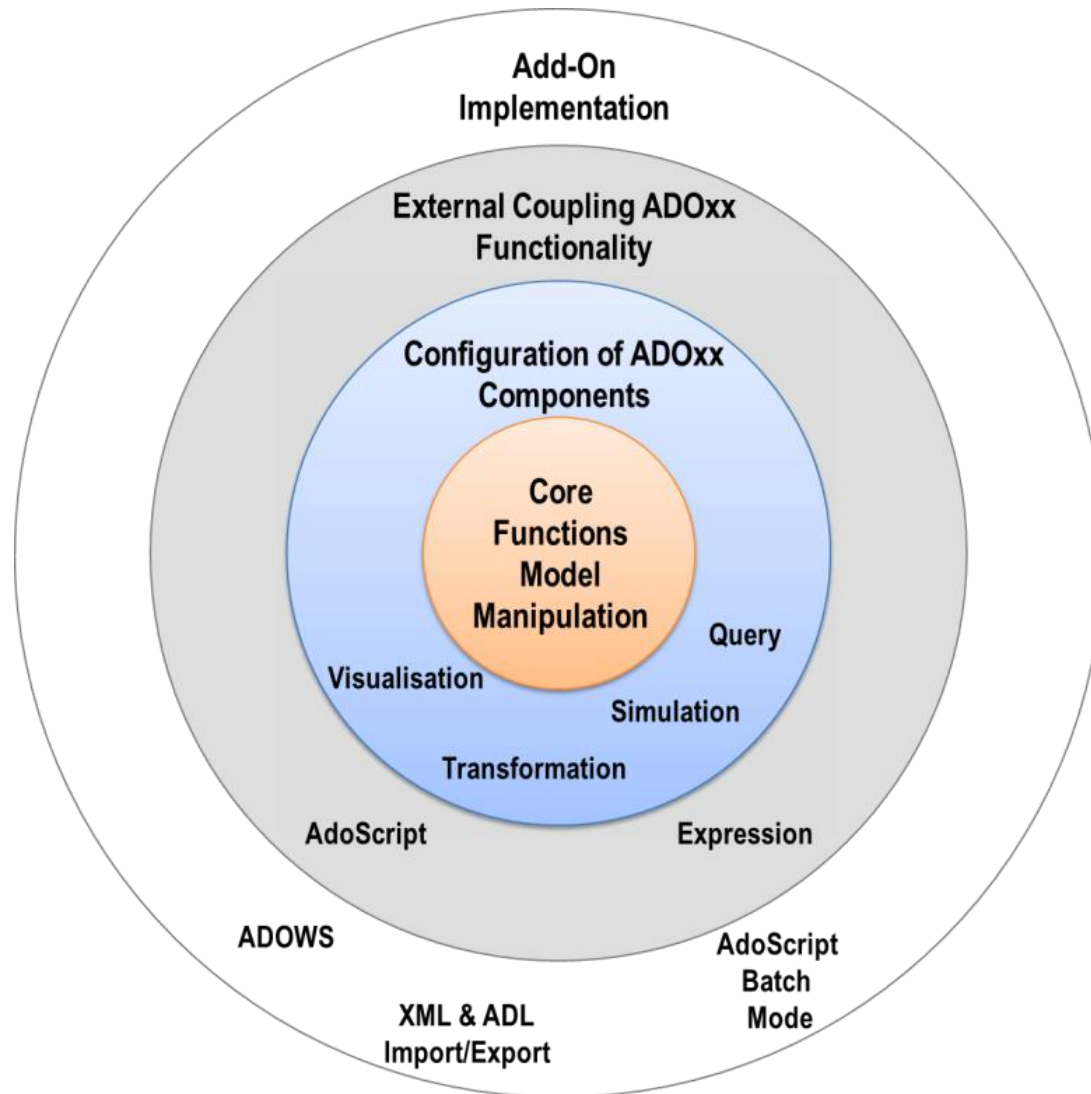 Add-On
Implementation
External Coupling ADOxx
Functionality
Configuration of ADOxx
Components
Core
Functions
Model
Manipulation
Query
Visualisation
Simulation
Transformation
AdoScript
Expression
ADOWS
AdoScript
Batch
Mode
XML & ADL
Import/Export